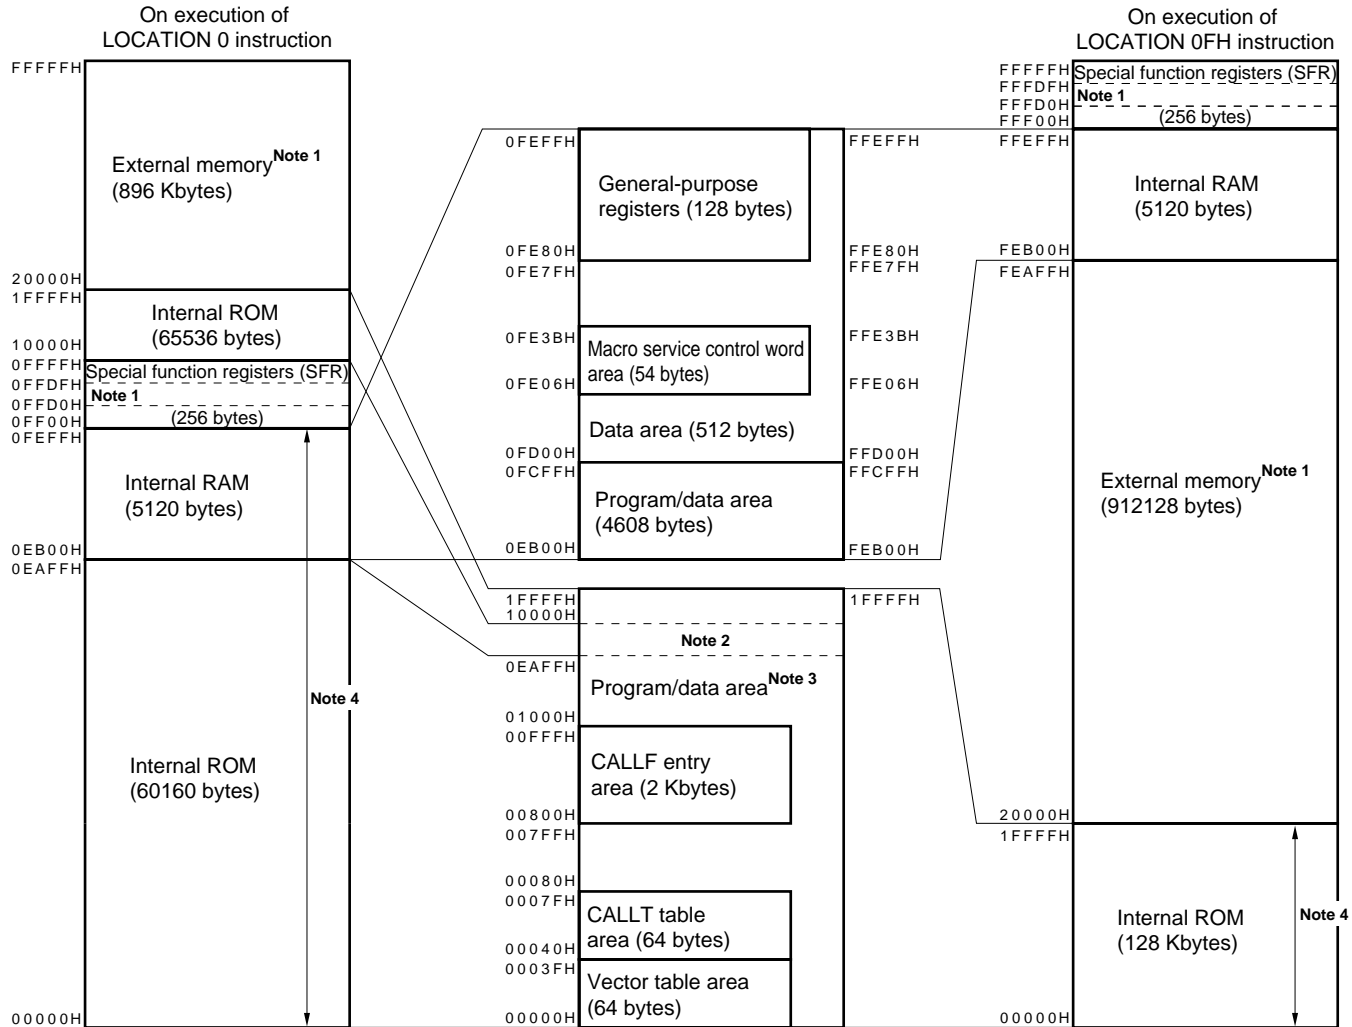 On execution of
LOCATION 0 instruction
FFFFFH
External memory Note 1
(896 Kbytes)
20000H
1FFFFH
Internal ROM
(65536 bytes)
10000H
0FFFFH
Special function registers (SFR)
0FFDFH
Note 1
0FFD0H
(256 bytes)
0FF00H
0FEFFH
Internal RAM
(5120 bytes)
0EB00H
0EAFFH
Note 4
Internal ROM
(60160 bytes)
00000H
0FEFFH
FFEFFH
General-purpose
registers (128 bytes)
0FE80H
FFE80H
0FE7FH
FFE7FH
0FE3BH
FFE3BH
Macro service control word
area (54 bytes)
0FE06H
FFE06H
Data area (512 bytes)
0FD00H
FFD00H
0FCFFH
FFCFFH
Program/data area
(4608 bytes)
0EB00H
FEB00H
1FFFFH
1FFFFH
10000H
Note 2
0EAFFH
Program/data area Note 3
01000H
00FFFH
CALLF entry
area (2 Kbytes)
00800H
007FFH
00080H
0007FH
CALLT table
area (64 bytes)
00040H
0003FH
Vector table area
(64 bytes)
00000H
On execution of
LOCATION 0FH instruction
FFFFFH
Special function registers (SFR)
FFFDFH
Note 1
FFFD0H
(256 bytes)
FFF00H
FFEFFH
Internal RAM
(5120 bytes)
FEB00H
FEAFFH
External memory Note 1
(912128 bytes)
20000H
1FFFFH
Internal ROM
(128 Kbytes)
Note 4
00000H